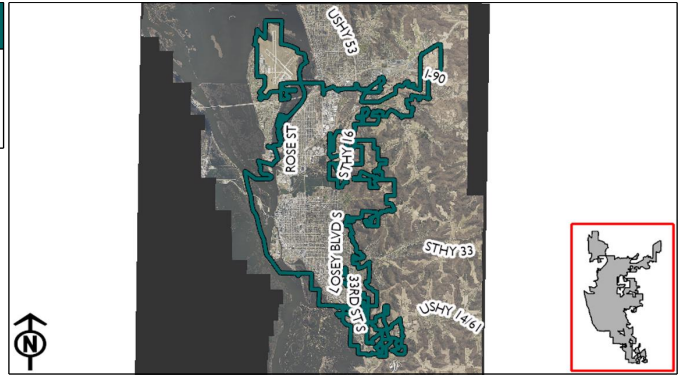 USHY 53
I-90
ROSE ST
STHY 16
LOSEY BLVD S
STHY 33
33RD ST S
USHY 14/61
N